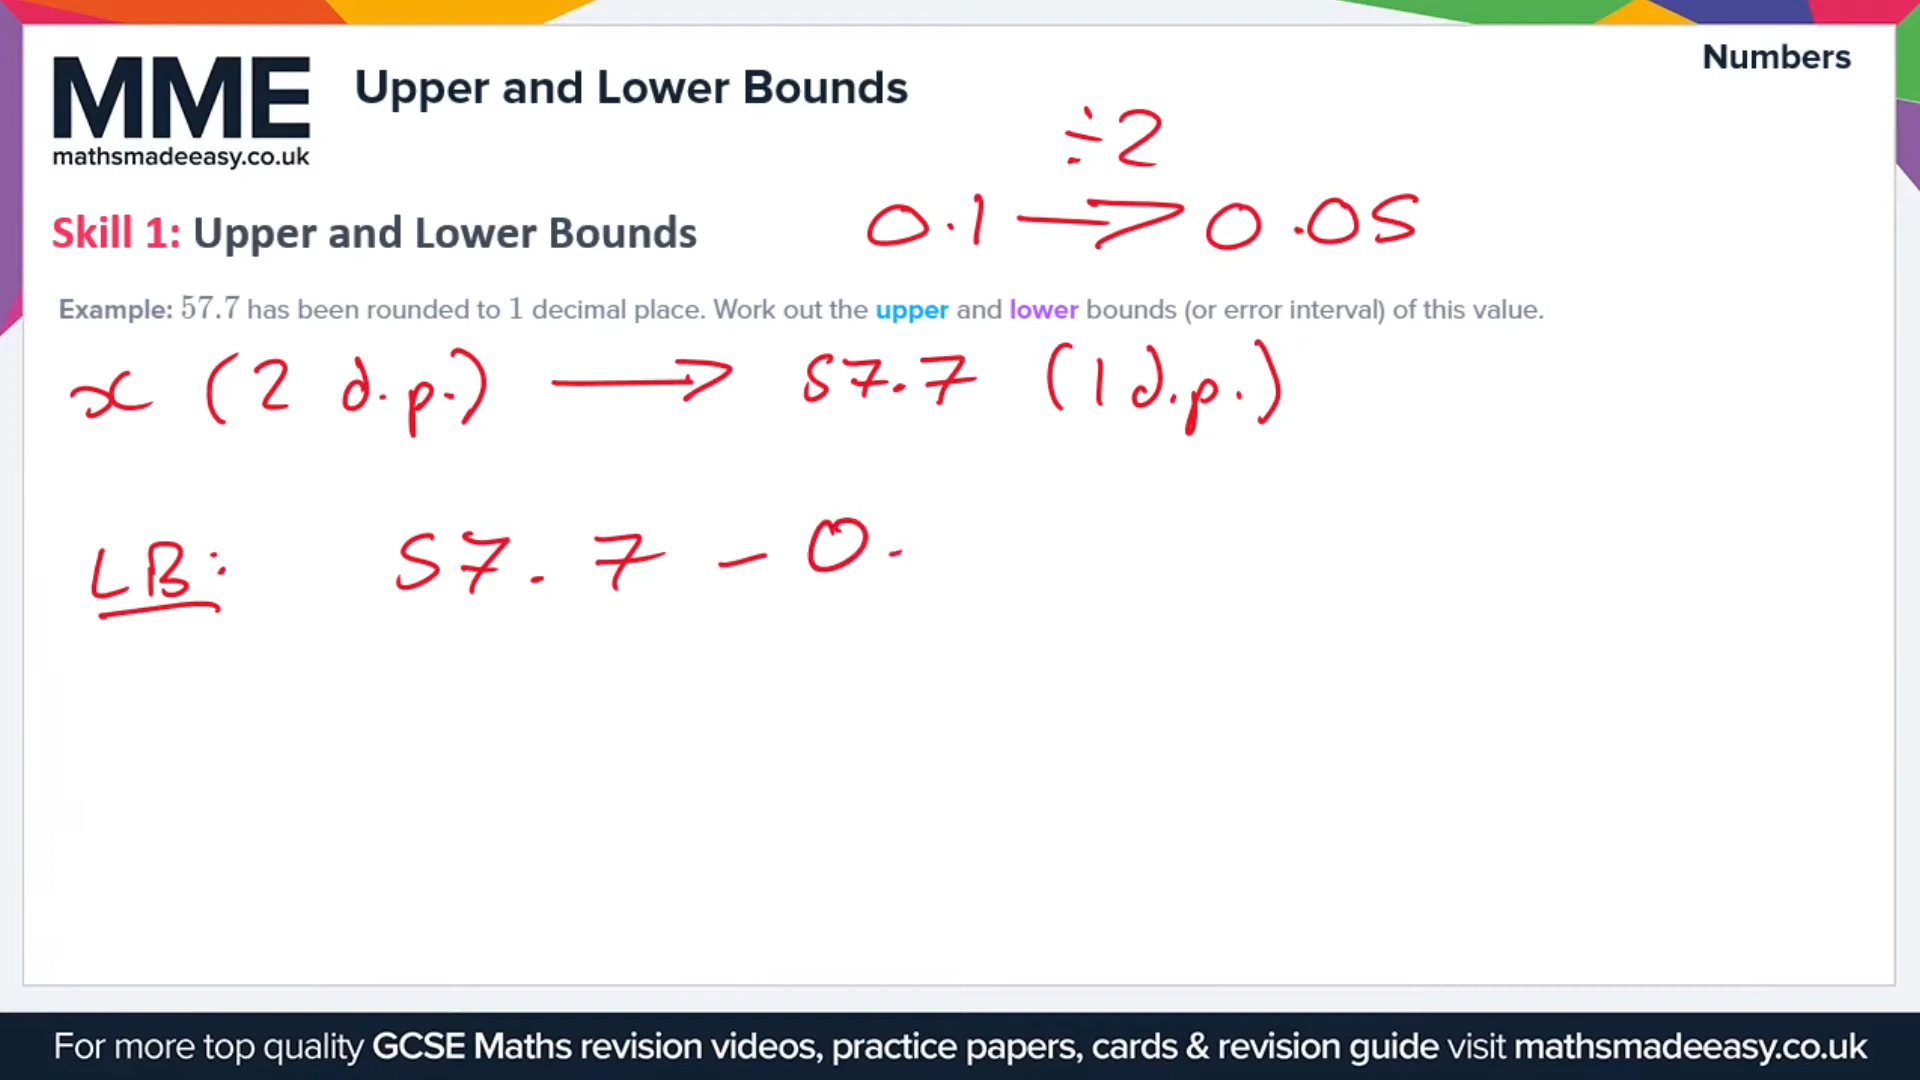 Numbers
MME
mathsmadeeasy.co.uk
Upper and Lower Bounds
÷2
Skill 1: Upper and Lower Bounds
0.1 → 0.05
Example: 57.7 has been rounded to 1 decimal place. Work out the upper and lower bounds (or error interval) of this value.
x (2 d.p.) → 57.7 (1 d.p.)
LB: 57.7 - 0.
For more top quality GCSE Maths revision videos, practice papers, cards & revision guide visit mathsmadeeasy.co.uk